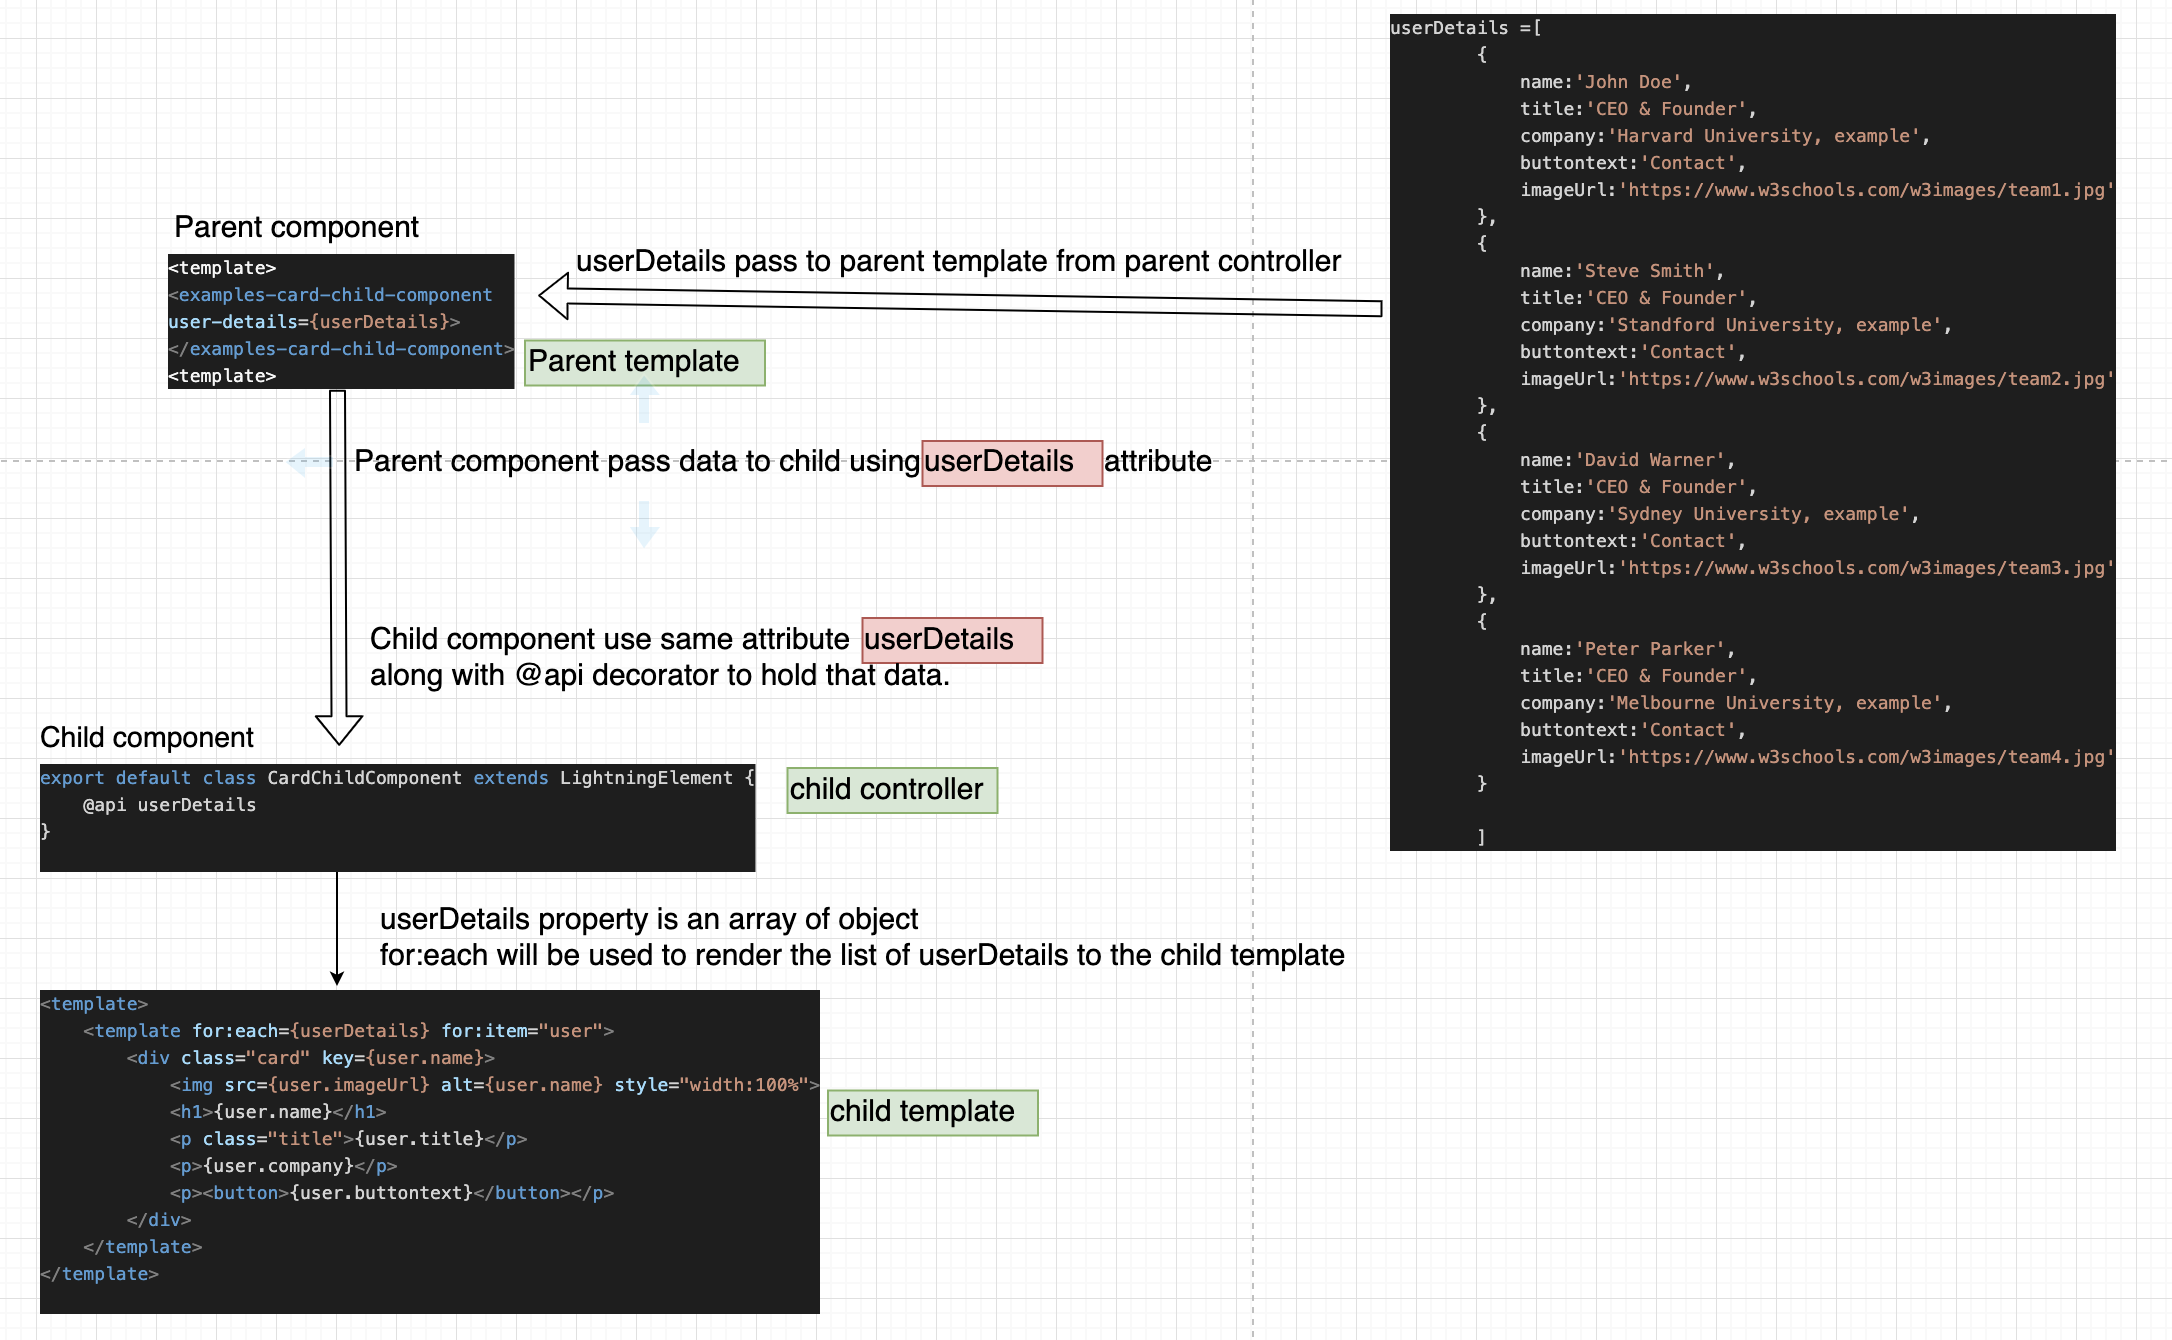 Parent component
<template>
<examples-card-child-component
user-details={userDetails}>
</examples-card-child-component>
<template>
userDetails pass to parent template from parent controller
Parent template
userDetails =[
{
name:'John Doe',
title:'CEO & Founder',
company:'Harvard University, example',
buttontext:'Contact',
imageUrl:'https://www.w3schools.com/w3images/team1.jpg'
},
{
name:'Steve Smith',
title:'CEO & Founder',
company:'Standford University, example',
buttontext:'Contact',
imageUrl:'https://www.w3schools.com/w3images/team2.jpg'
},
{
name:'David Warner',
title:'CEO & Founder',
company:'Sydney University, example',
buttontext:'Contact',
imageUrl:'https://www.w3schools.com/w3images/team3.jpg'
},
{
name:'Peter Parker',
title:'CEO & Founder',
company:'Melbourne University, example',
buttontext:'Contact',
imageUrl:'https://www.w3schools.com/w3images/team4.jpg'
}
]
Parent component pass data to child using userDetails attribute
Child component use same attribute userDetails
along with @api decorator to hold that data.
Child component
export default class CardChildComponent extends LightningElement {
@api userDetails
}
child controller
userDetails property is an array of object
for:each will be used to render the list of userDetails to the child template
<template>
<template for:each={userDetails} for:item="user">
<div class="card" key={user.name}>
<img src={user.imageUrl} alt={user.name} style="width:100%">
<h1>{user.name}</h1>
<p class="title">{user.title}</p>
<p>{user.company}</p>
<p><button>{user.buttontext}</button></p>
</div>
</template>
</template>
child template